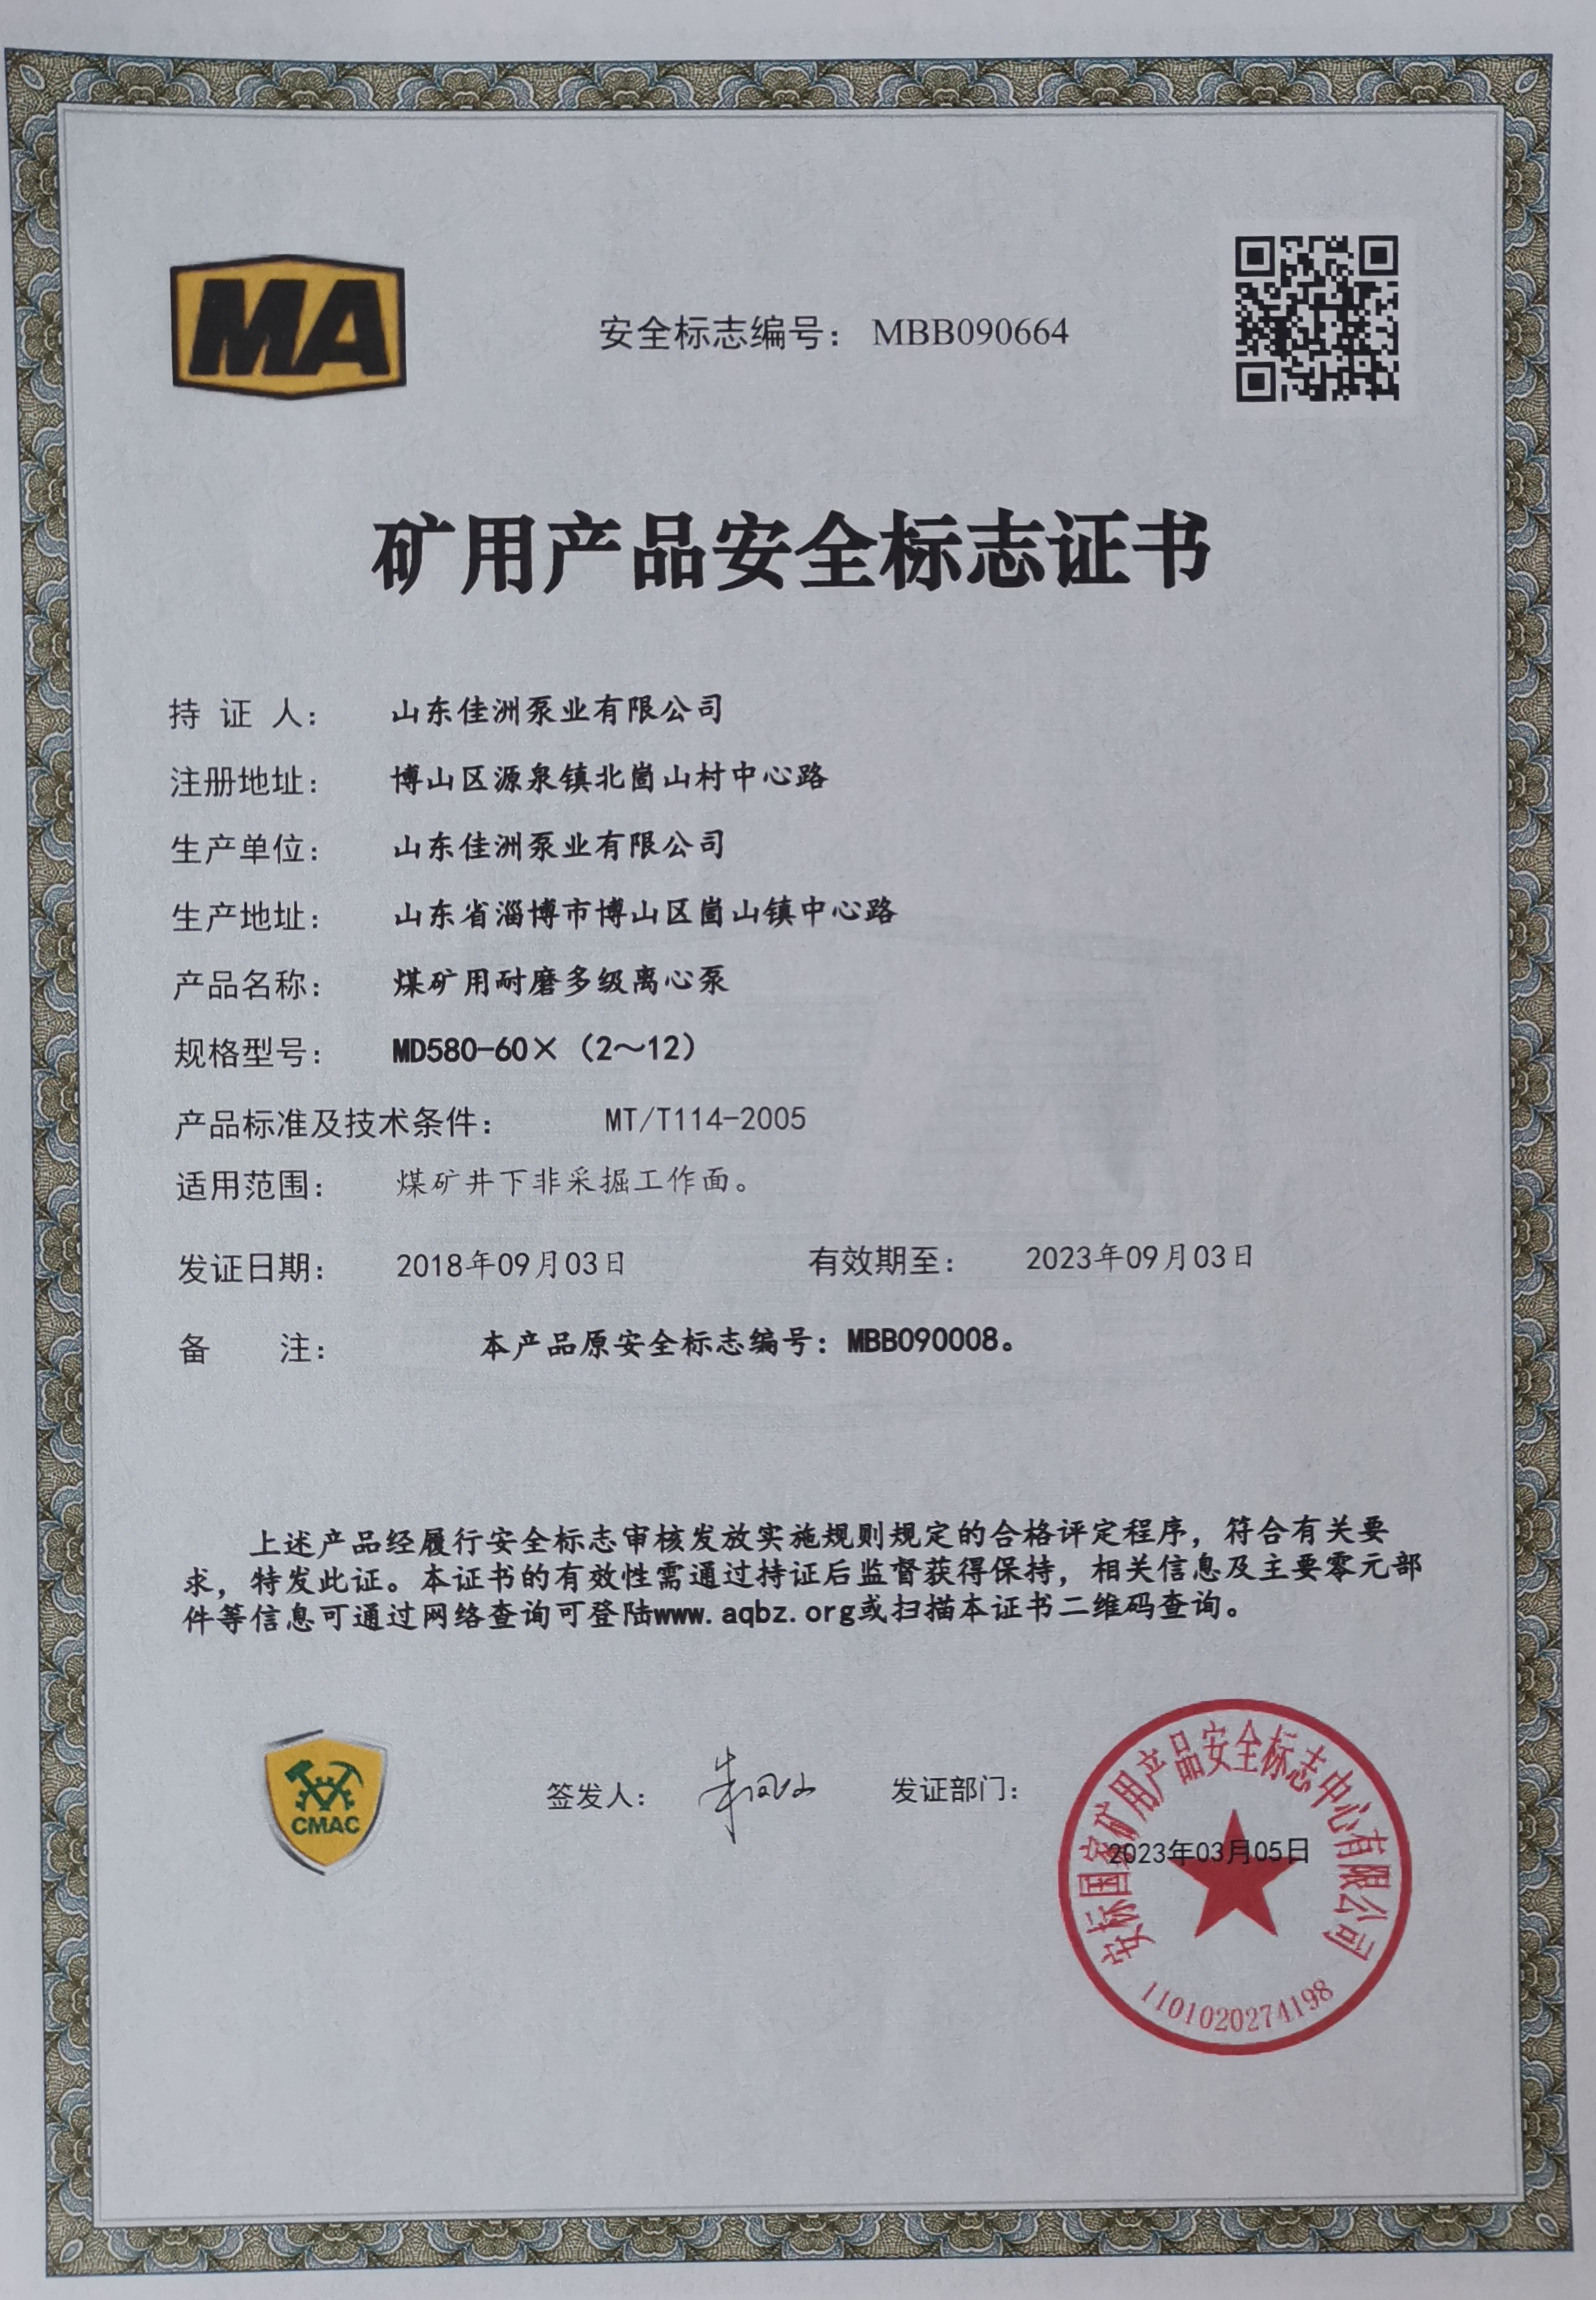 MA
安全标志编号： MBB090664
矿用产品安全标志证书
持 证 人： 山东佳洲泵业有限公司
注册地址： 博山区源泉镇北崮山村中心路
生产单位： 山东佳洲泵业有限公司
生产地址： 山东省淄博市博山区崮山镇中心路
产品名称： 煤矿用耐磨多级离心泵
规格型号： MD580-60×（2～12）
产品标准及技术条件： MT/T114-2005
适用范围： 煤矿井下非采掘工作面。
发证日期： 2018年09月03日 有效期至： 2023年09月03日
备 注： 本产品原安全标志编号：MBB090008。
上述产品经履行安全标志审核发放实施规则规定的合格评定程序，符合有关要
求，特发此证。本证书的有效性需通过持证后监督获得保持，相关信息及主要零元部
件等信息可通过网络查询可登陆www.aqbz.org或扫描本证书二维码查询。
CMAC
签发人： 发证部门：
安标国家矿用产品安全标志中心有限公司
2023年03月05日
1101020274198